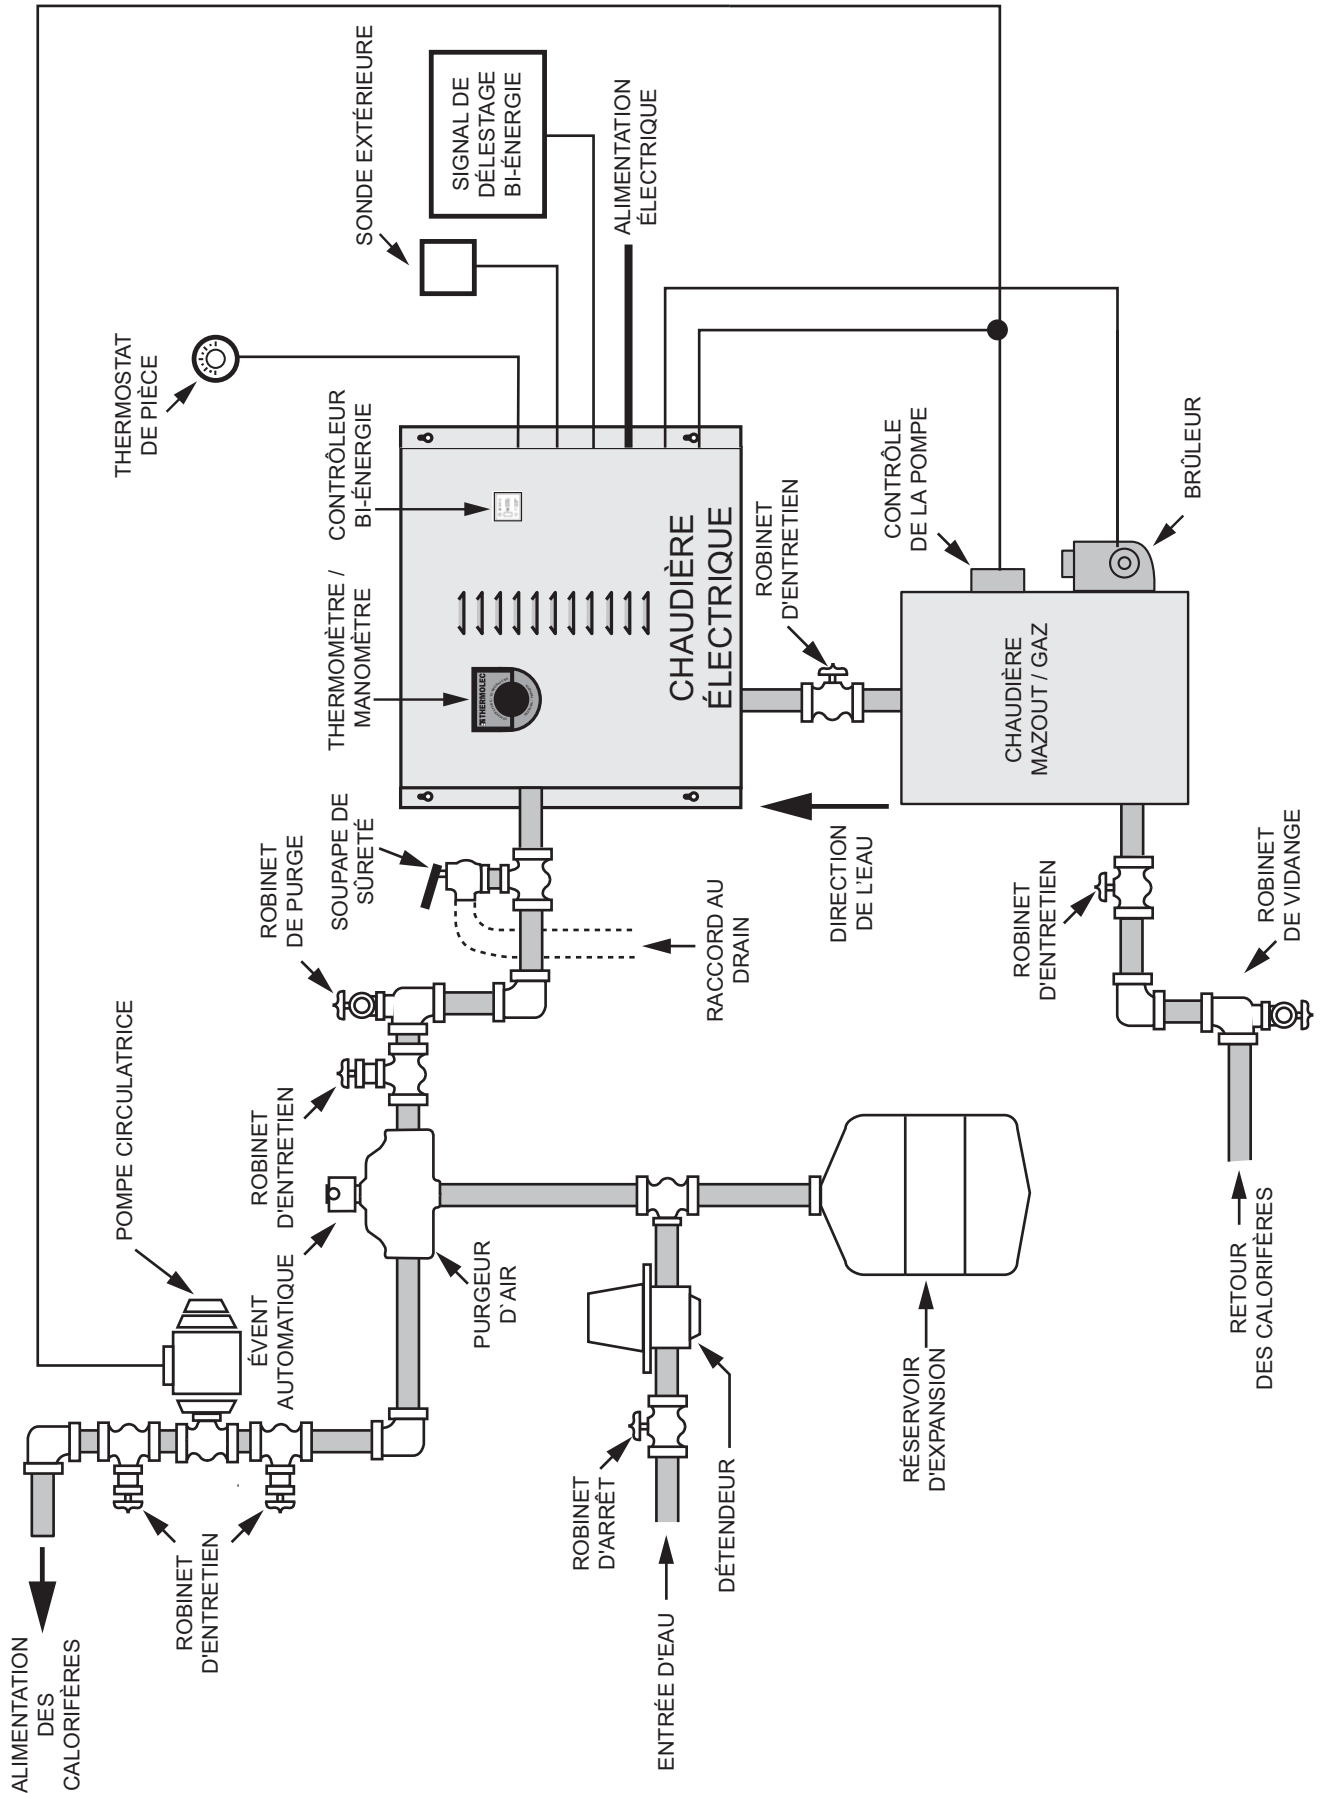 ALIMENTATION
DES
CALORIFÈRES
ROBINET
D'ENTRETIEN
POMPE CIRCULATRICE
ÉVENT
AUTOMATIQUE
ROBINET
D'ENTRETIEN
ROBINET
DE PURGE
SOUPAPE DE
SÛRETÉ
THERMOMÈTRE /
MANOMÈTRE
CONTRÔLEUR
BI-ÉNERGIE
THERMOSTAT
DE PIÈCE
SONDE EXTÉRIEURE
SIGNAL DE
DÉLESTAGE
BI-ÉNERGIE
ALIMENTATION
ÉLECTRIQUE
THERMOLEC
CHAUDIÈRE
ÉLECTRIQUE
PURGEUR
D`AIR
RACCORD AU
DRAIN
ROBINET
D'ENTRETIEN
DIRECTION
DE L'EAU
CONTRÔLE
DE LA POMPE
BRÛLEUR
CHAUDIÈRE
MAZOUT / GAZ
ENTRÉE D'EAU
ROBINET
D'ARRÊT
DÉTENDEUR
RÉSERVOIR
D'EXPANSION
ROBINET
D'ENTRETIEN
ROBINET
DE VIDANGE
RETOUR
DES CALORIFÈRES